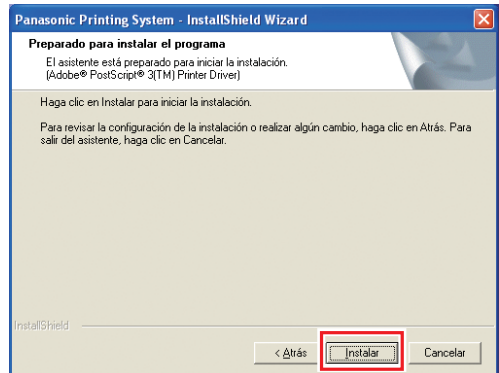 Panasonic Printing System - InstallShield Wizard
Preparado para instalar el programa
El asistente está preparado para iniciar la instalación.
(Adobe® PostScript® 3(TM) Printer Driver)
Haga clic en Instalar para iniciar la instalación.
Para revisar la configuración de la instalación o realizar algún cambio, haga clic en Atrás. Para
salir del asistente, haga clic en Cancelar.
InstallShield
< Atrás Instalar Cancelar